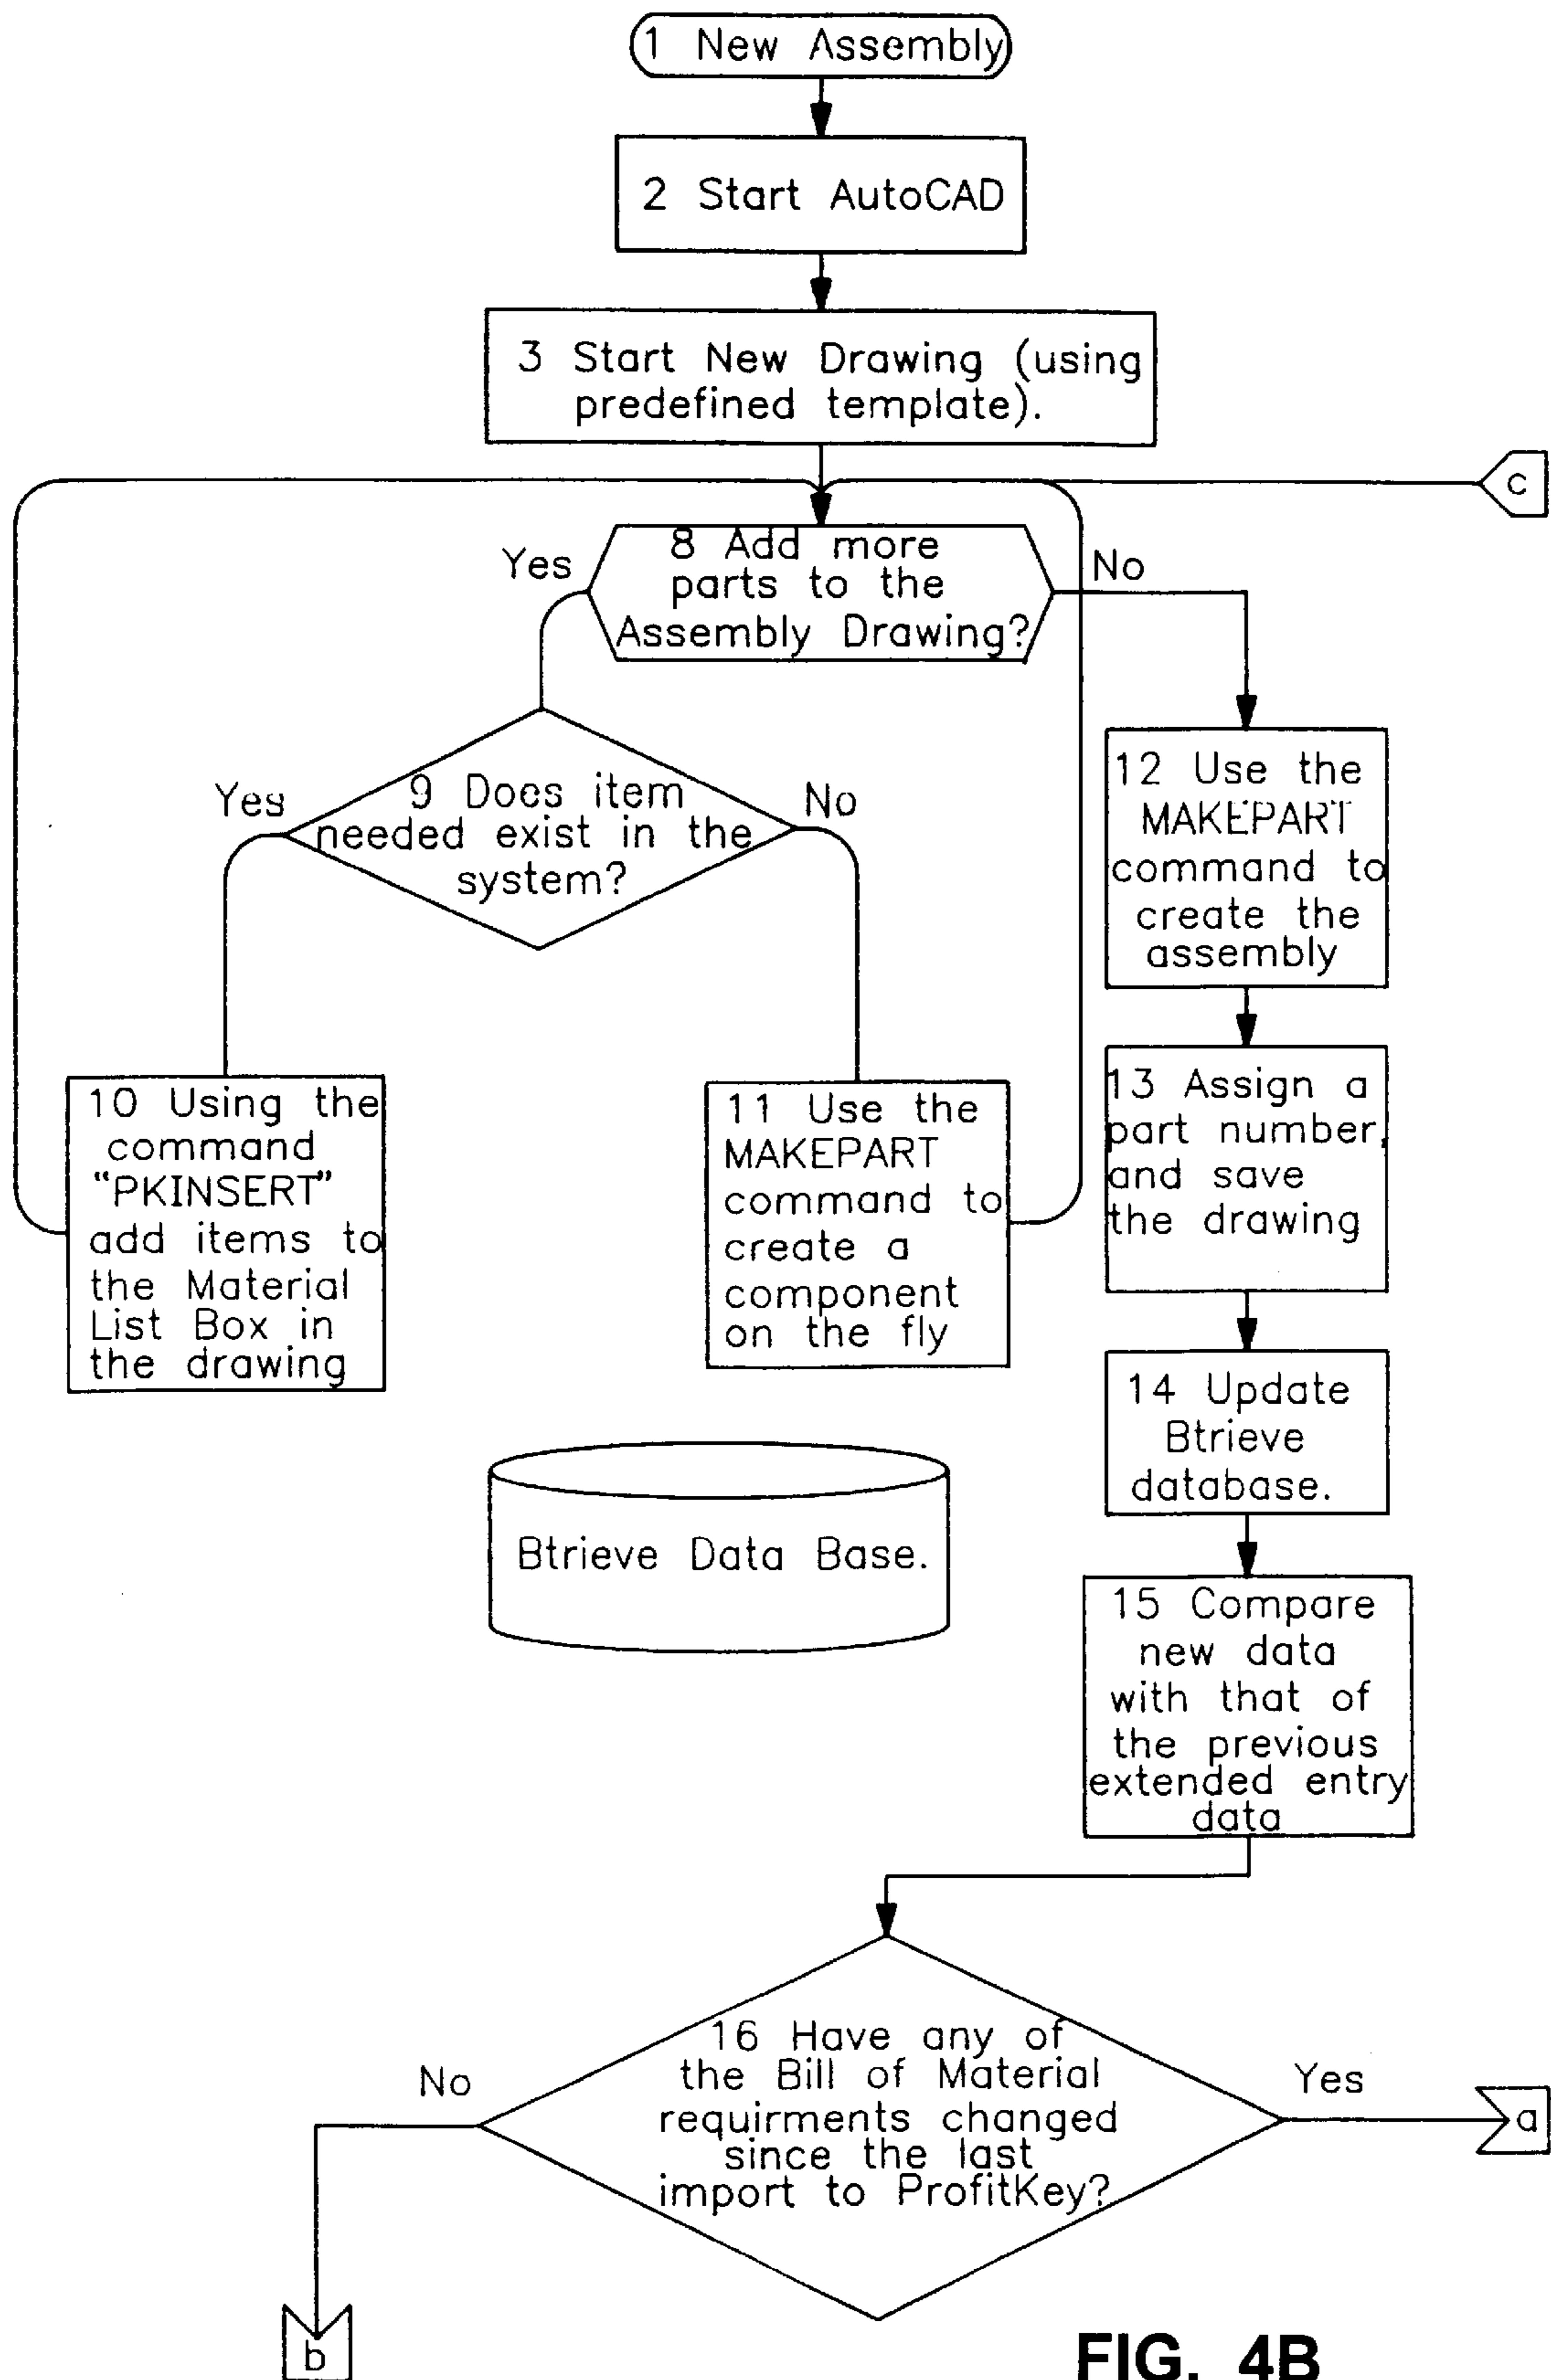 1 New Assembly
2 Start AutoCAD
3 Start New Drawing (using
predefined template).
c
Yes
8 Add more
parts to the
Assembly Drawing?
No
Yes
9 Does item
needed exist in the
system?
No
10 Using the
command
“PKINSERT”
add items to
the Material
List Box in
the drawing
11 Use the
MAKEPART
command to
create a
component
on the fly
12 Use the
MAKEPART
command to
create the
assembly
13 Assign a
part number,
and save
the drawing
14 Update
Btrieve
database.
Btrieve Data Base.
15 Compare
new data
with that of
the previous
extended entry
data
16 Have any of
the Bill of Material
requirments changed
since the last
import to ProfitKey?
No
Yes
a
b
FIG. 4B